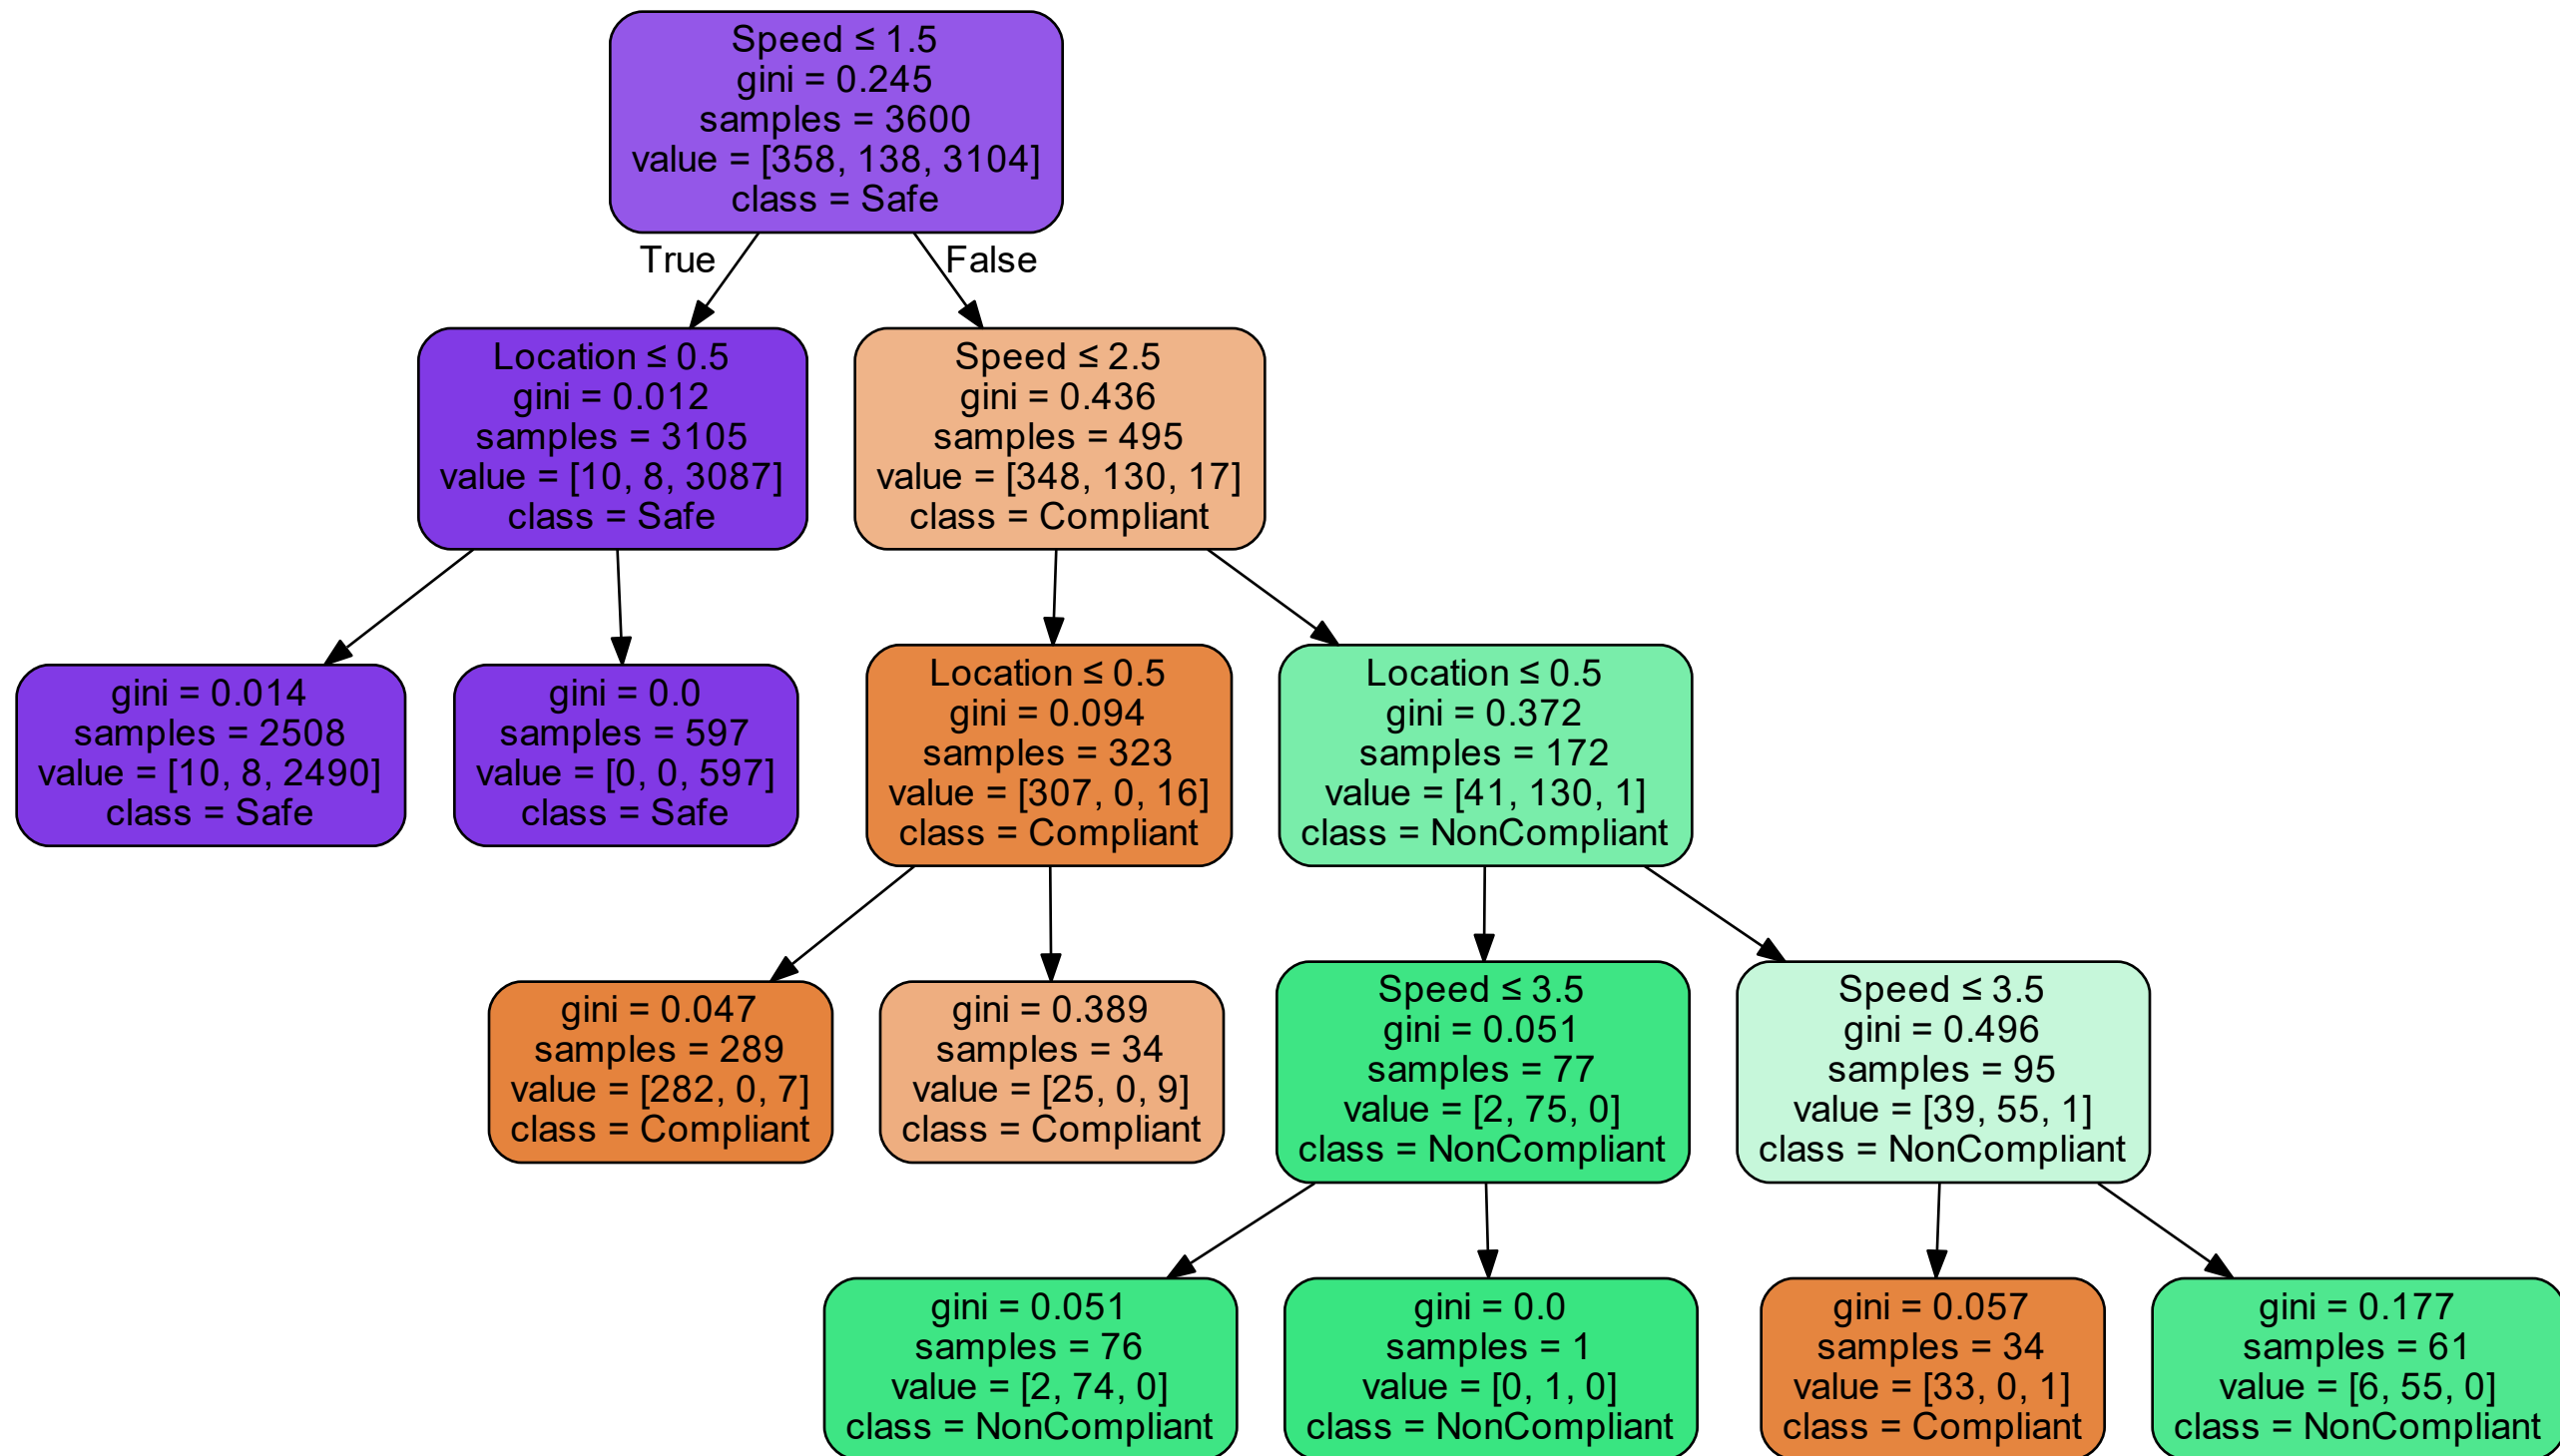 Speed ≤ 1.5
gini = 0.245
samples = 3600
value = [358, 138, 3104]
class = Safe
True
False
Location ≤ 0.5
gini = 0.012
samples = 3105
value = [10, 8, 3087]
class = Safe
Speed ≤ 2.5
gini = 0.436
samples = 495
value = [348, 130, 17]
class = Compliant
gini = 0.014
samples = 2508
value = [10, 8, 2490]
class = Safe
gini = 0.0
samples = 597
value = [0, 0, 597]
class = Safe
Location ≤ 0.5
gini = 0.094
samples = 323
value = [307, 0, 16]
class = Compliant
Location ≤ 0.5
gini = 0.372
samples = 172
value = [41, 130, 1]
class = NonCompliant
gini = 0.047
samples = 289
value = [282, 0, 7]
class = Compliant
gini = 0.389
samples = 34
value = [25, 0, 9]
class = Compliant
Speed ≤ 3.5
gini = 0.051
samples = 77
value = [2, 75, 0]
class = NonCompliant
Speed ≤ 3.5
gini = 0.496
samples = 95
value = [39, 55, 1]
class = NonCompliant
gini = 0.051
samples = 76
value = [2, 74, 0]
class = NonCompliant
gini = 0.0
samples = 1
value = [0, 1, 0]
class = NonCompliant
gini = 0.057
samples = 34
value = [33, 0, 1]
class = Compliant
gini = 0.177
samples = 61
value = [6, 55, 0]
class = NonCompliant